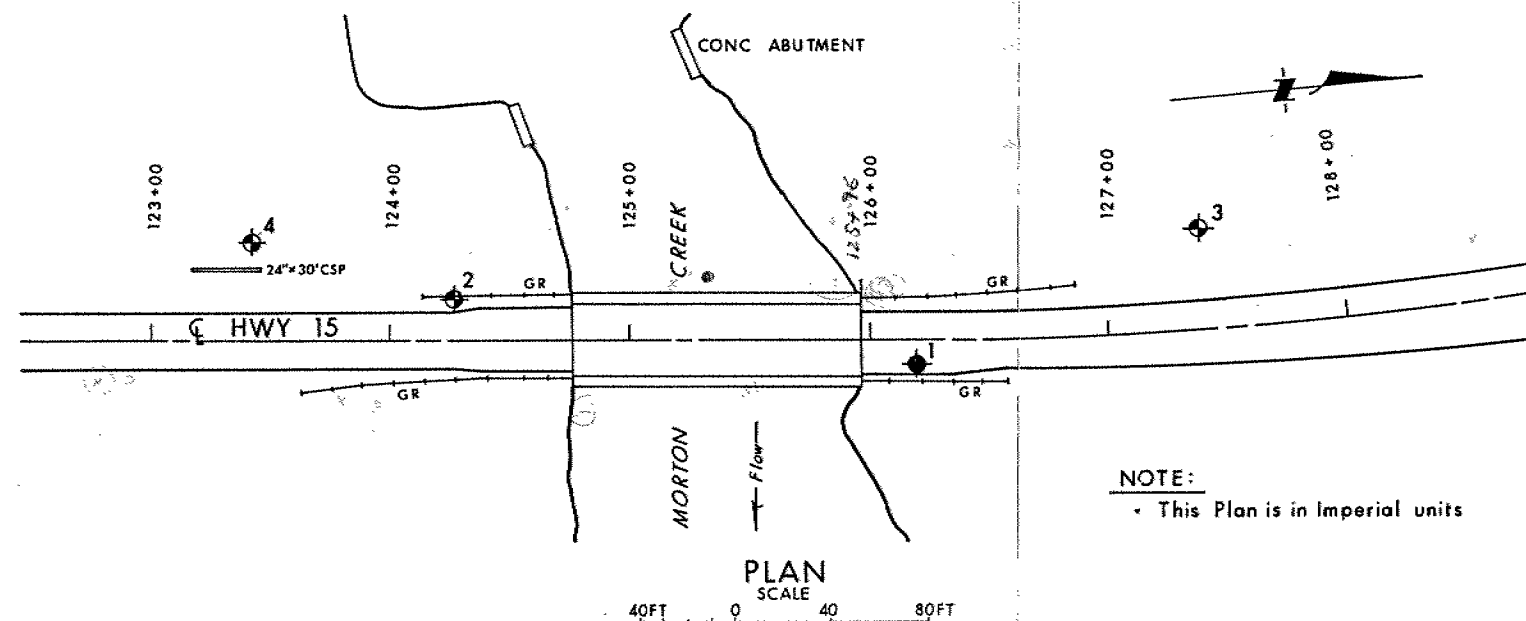 CONC ABUTMENT
123+00
124+00
125+00
125+96
126+00
127+00
128+00
4
24"×30'CSP
2
GR
CREEK
GR
3
℄ HWY 15
1
GR
GR
MORTON
Flow
NOTE:
• This Plan is in Imperial units
PLAN
SCALE
40FT 0 40 80FT